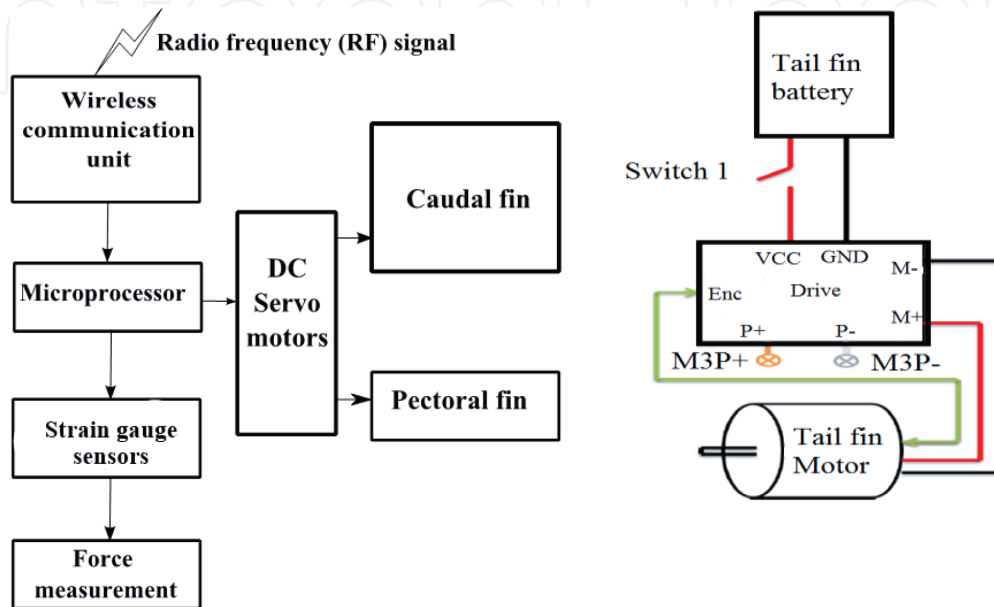 Radio frequency (RF) signal
Wireless
communication
unit
Microprocessor
Strain gauge
sensors
Force
measurement
DC
Servo
motors
Caudal fin
Pectoral fin
Tail fin
battery
Switch 1
VCC GND
M-
Enc Drive
M+
P+ P-
M3P+ M3P-
Tail fin
Motor